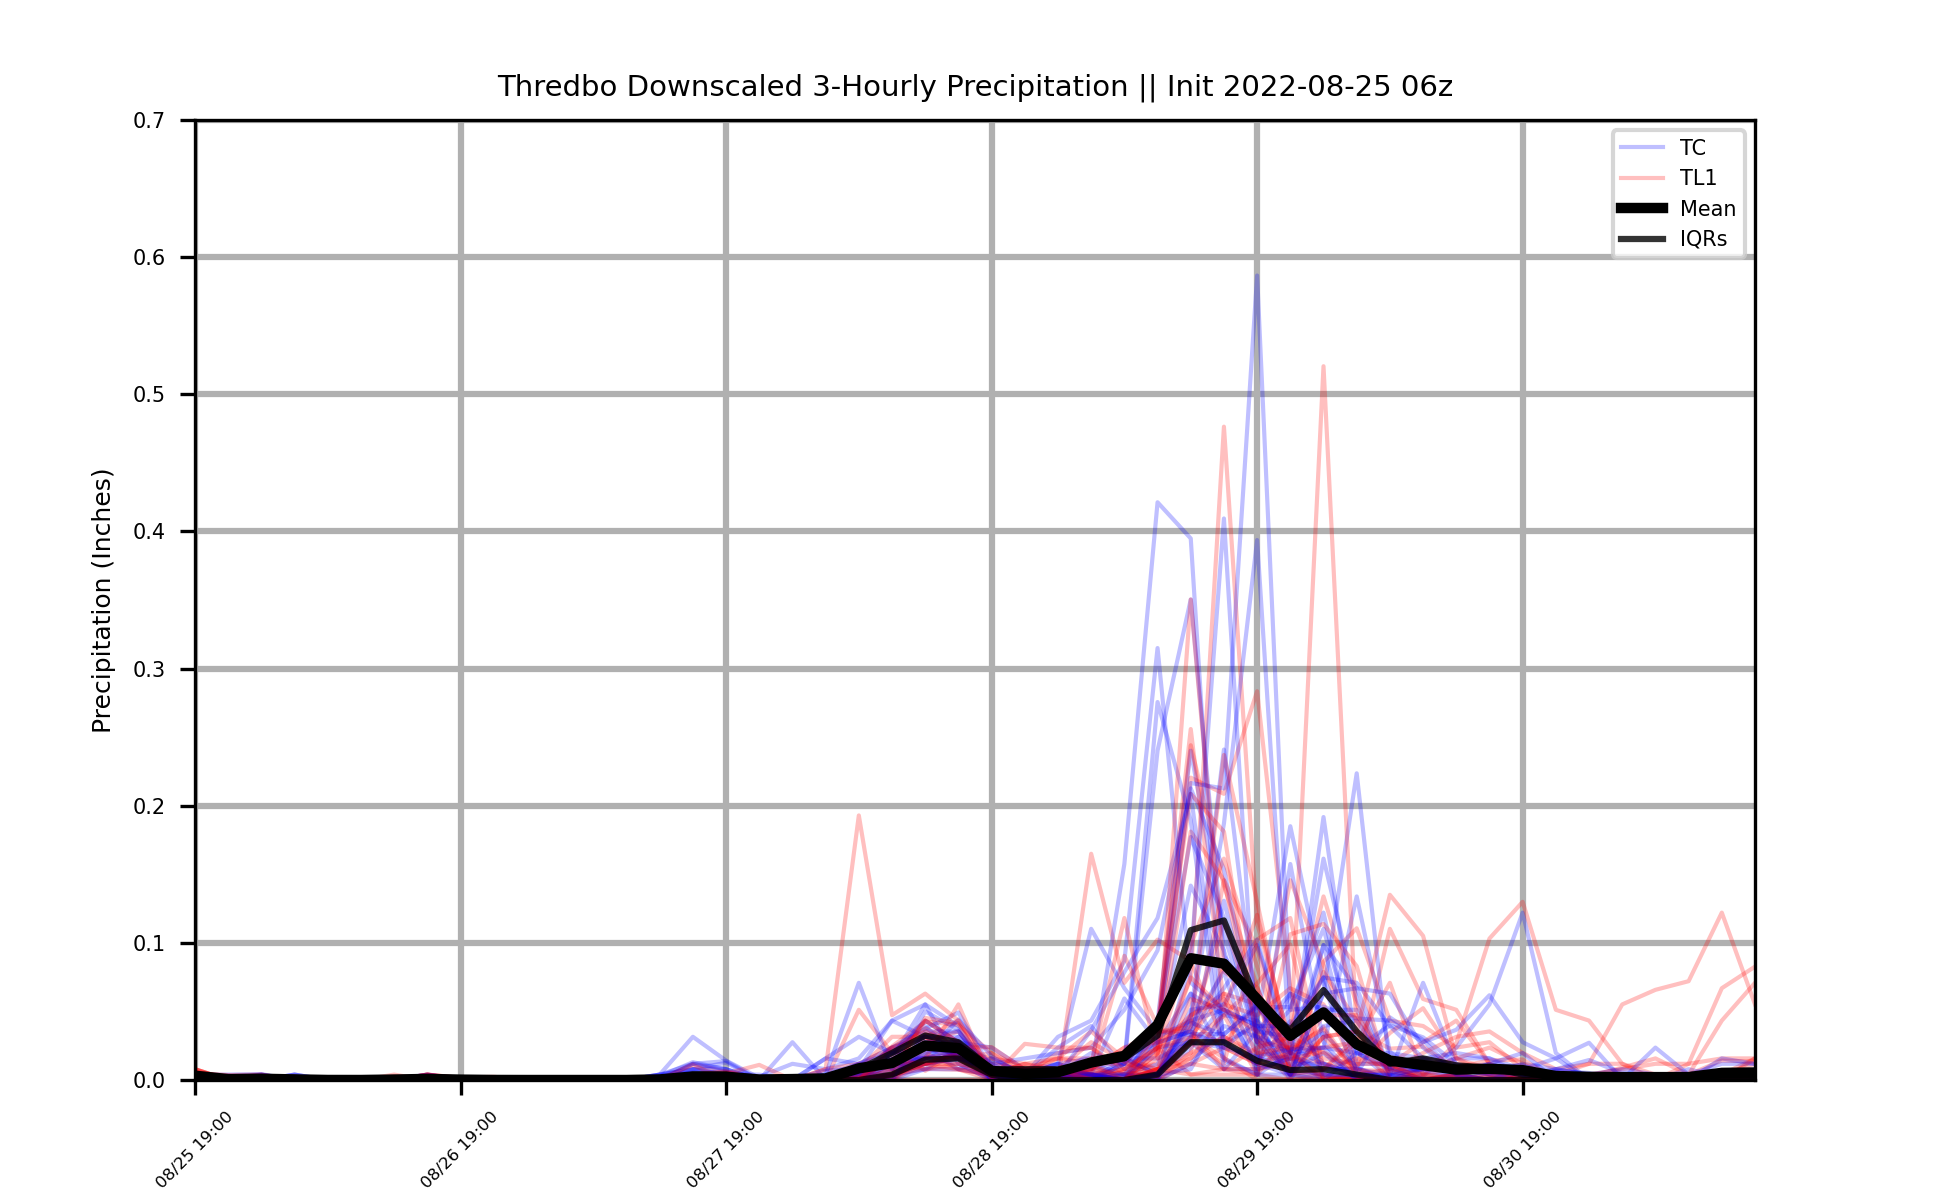 Thredbo Downscaled 3-Hourly Precipitation || Init 2022-08-25 06z
TC
TL1
Mean
IQRs
Precipitation (Inches)
0.7
0.6
0.5
0.4
0.3
0.2
0.1
0.0
08/25 19:00
08/26 19:00
08/27 19:00
08/28 19:00
08/29 19:00
08/30 19:00